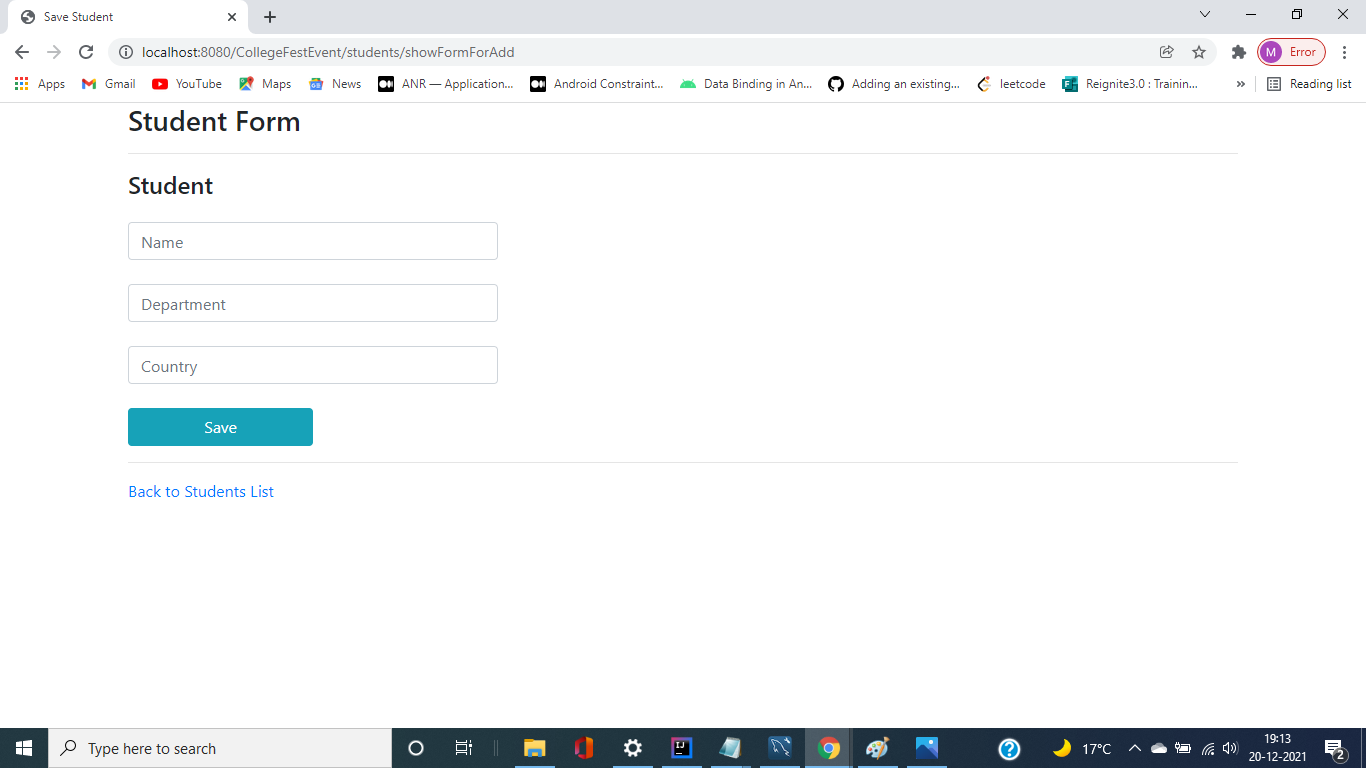 Save Student
localhost:8080/CollegeFestEvent/students/showFormForAdd
M Error
Apps Gmail YouTube Maps News ANR — Application... Android Constraint... Data Binding in An... Adding an existing... leetcode Reignite3.0 : Trainin... » Reading list
Student Form
Student
Name
Department
Country
Save
Back to Students List
Type here to search
17°C
19:13
20-12-2021
2